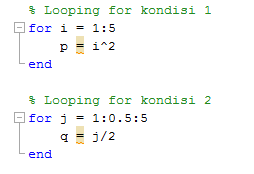 % Looping for kondisi 1
for i = 1:5
p = i^2
end
% Looping for kondisi 2
for j = 1:0.5:5
q = j/2
end